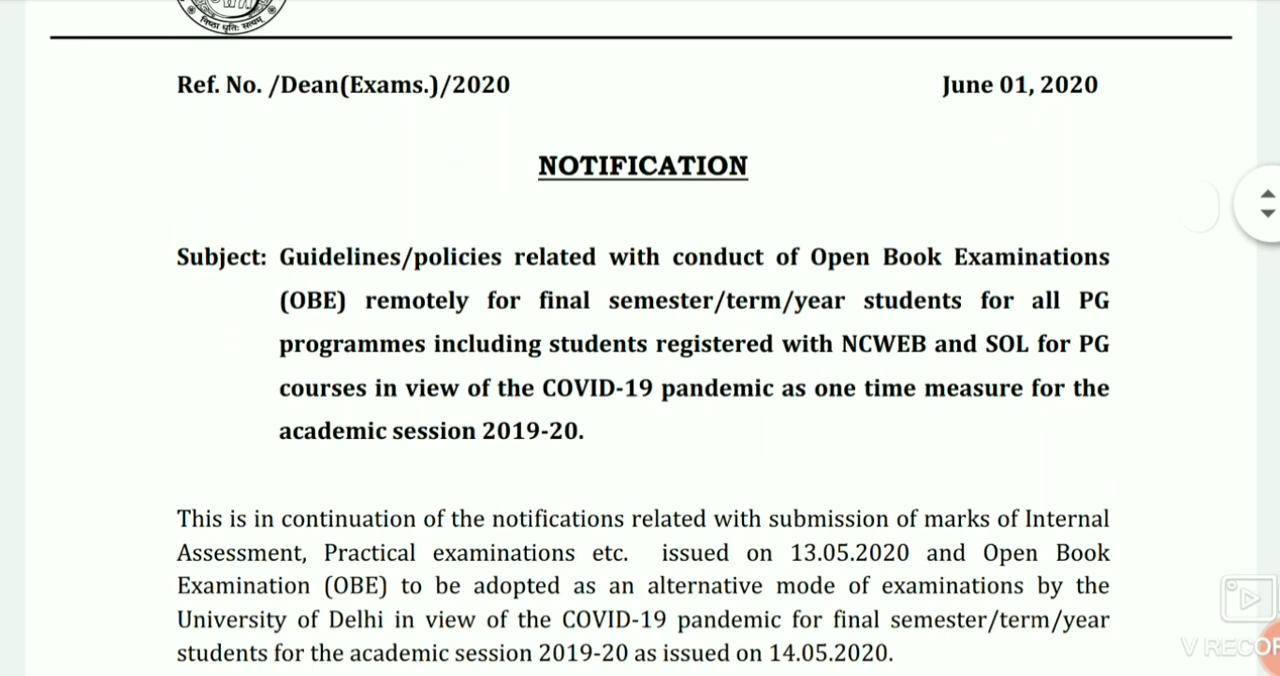 निष्ठा धृतिः सत्यम्
Ref. No. /Dean(Exams.)/2020 June 01, 2020
NOTIFICATION
Subject: Guidelines/policies related with conduct of Open Book Examinations
(OBE) remotely for final semester/term/year students for all PG
programmes including students registered with NCWEB and SOL for PG
courses in view of the COVID-19 pandemic as one time measure for the
academic session 2019-20.
This is in continuation of the notifications related with submission of marks of Internal
Assessment, Practical examinations etc. issued on 13.05.2020 and Open Book
Examination (OBE) to be adopted as an alternative mode of examinations by the
University of Delhi in view of the COVID-19 pandemic for final semester/term/year
students for the academic session 2019-20 as issued on 14.05.2020.
V RECOR